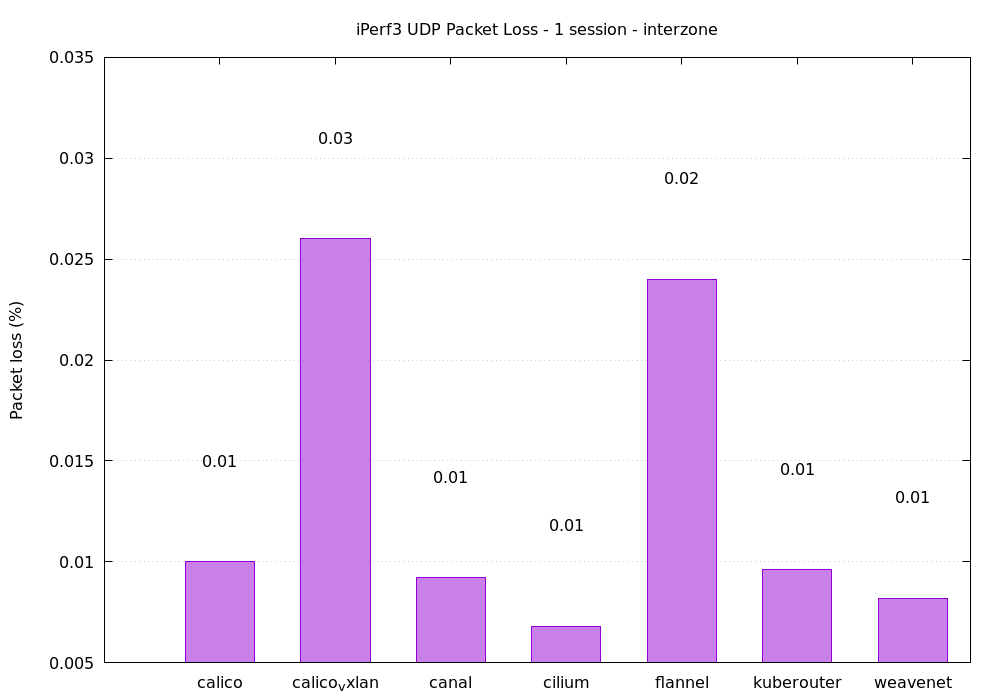 iPerf3 UDP Packet Loss - 1 session - interzone
0.035
0.03
0.025
0.02
0.015
0.01
0.005
Packet loss (%)
0.01
0.03
0.01
0.01
0.02
0.01
0.01
calico
calicovxlan
canal
cilium
flannel
kuberouter
weavenet